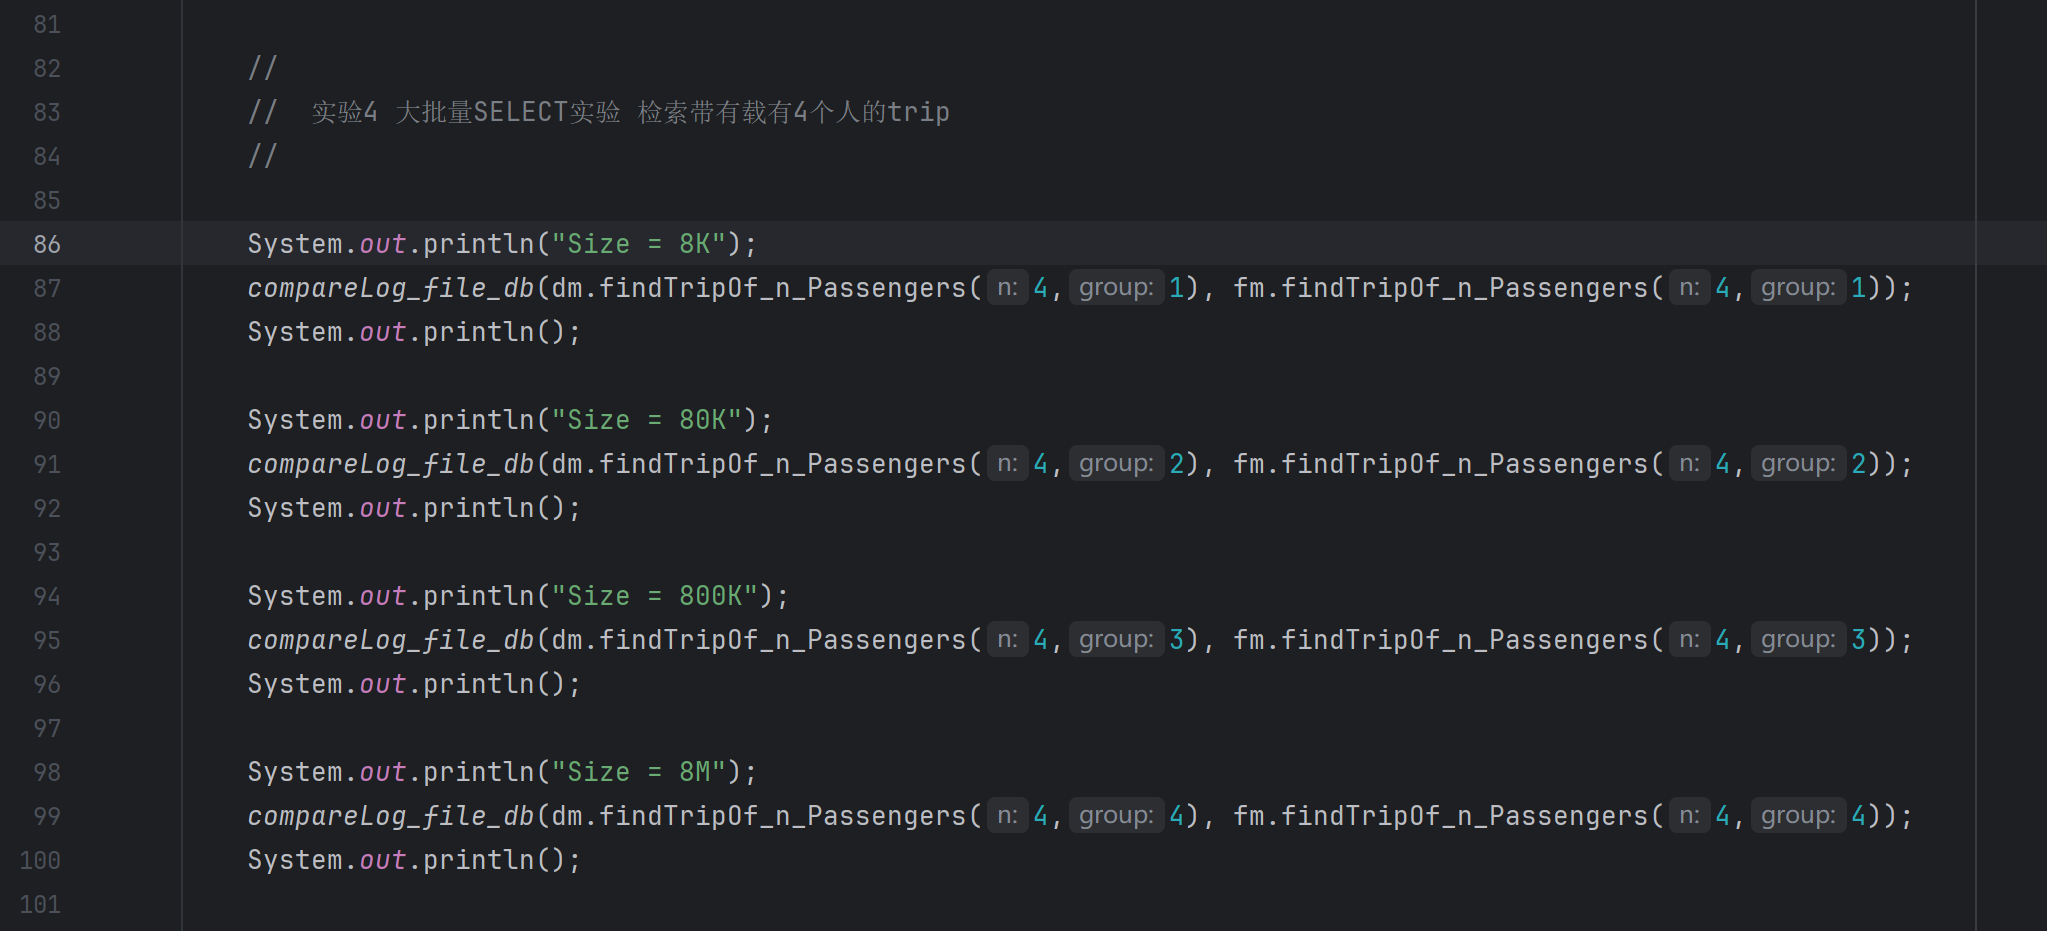 81
82 //
83 // 实验4 大批量SELECT实验 检索带有载有4个人的trip
84 //
85
86 System.out.println("Size = 8K");
87 compareLog_file_db(dm.findTripOf_n_Passengers( n: 4, group: 1), fm.findTripOf_n_Passengers( n: 4, group: 1));
88 System.out.println();
89
90 System.out.println("Size = 80K");
91 compareLog_file_db(dm.findTripOf_n_Passengers( n: 4, group: 2), fm.findTripOf_n_Passengers( n: 4, group: 2));
92 System.out.println();
93
94 System.out.println("Size = 800K");
95 compareLog_file_db(dm.findTripOf_n_Passengers( n: 4, group: 3), fm.findTripOf_n_Passengers( n: 4, group: 3));
96 System.out.println();
97
98 System.out.println("Size = 8M");
99 compareLog_file_db(dm.findTripOf_n_Passengers( n: 4, group: 4), fm.findTripOf_n_Passengers( n: 4, group: 4));
100 System.out.println();
101